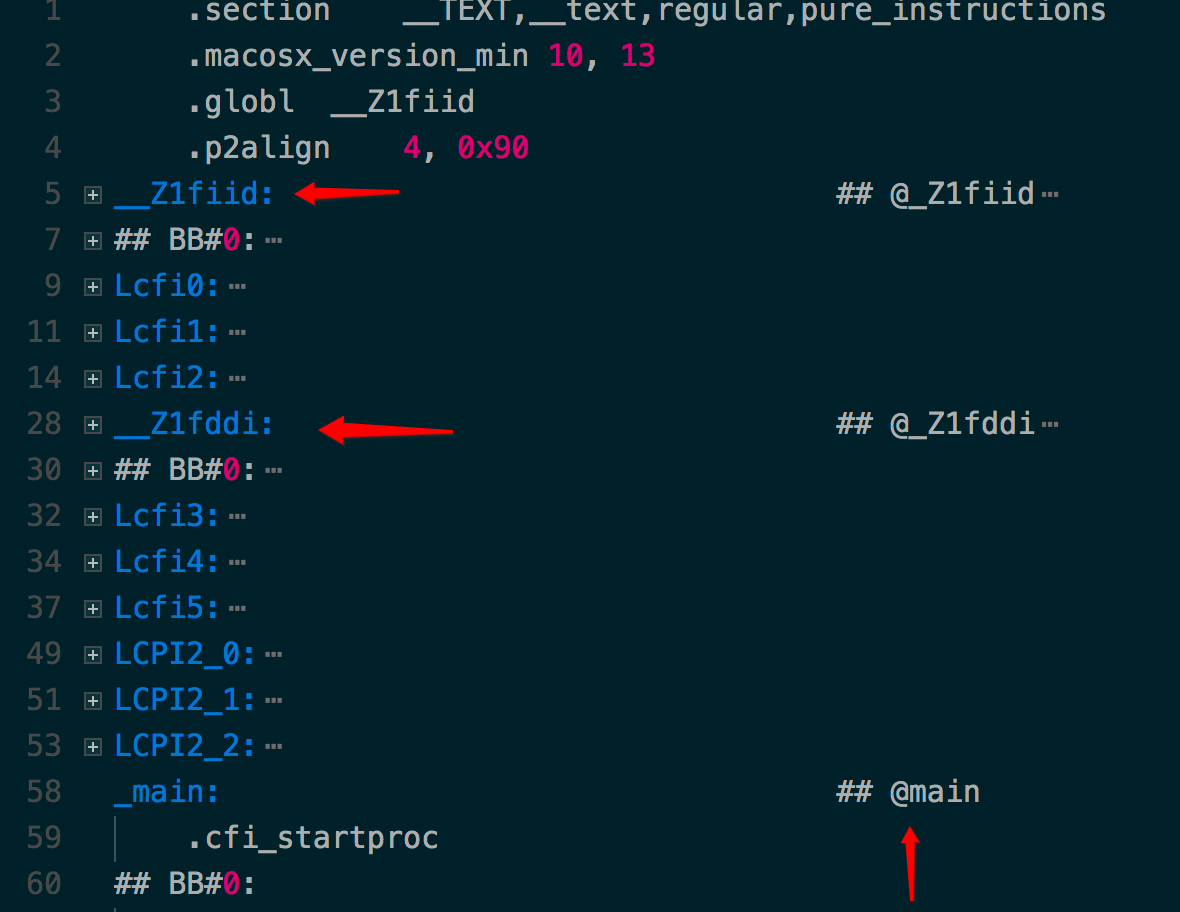 1 .section __TEXT,__text,regular,pure_instructions
2 .macosx_version_min 10, 13
3 .globl __Z1fiid
4 .p2align 4, 0x90
5 __Z1fiid: ## @_Z1fiid⋯
7 ## BB#0:⋯
9 Lcfi0:⋯
11 Lcfi1:⋯
14 Lcfi2:⋯
28 __Z1fddi: ## @_Z1fddi⋯
30 ## BB#0:⋯
32 Lcfi3:⋯
34 Lcfi4:⋯
37 Lcfi5:⋯
49 LCPI2_0:⋯
51 LCPI2_1:⋯
53 LCPI2_2:⋯
58 _main: ## @main
59 .cfi_startproc
60 ## BB#0: